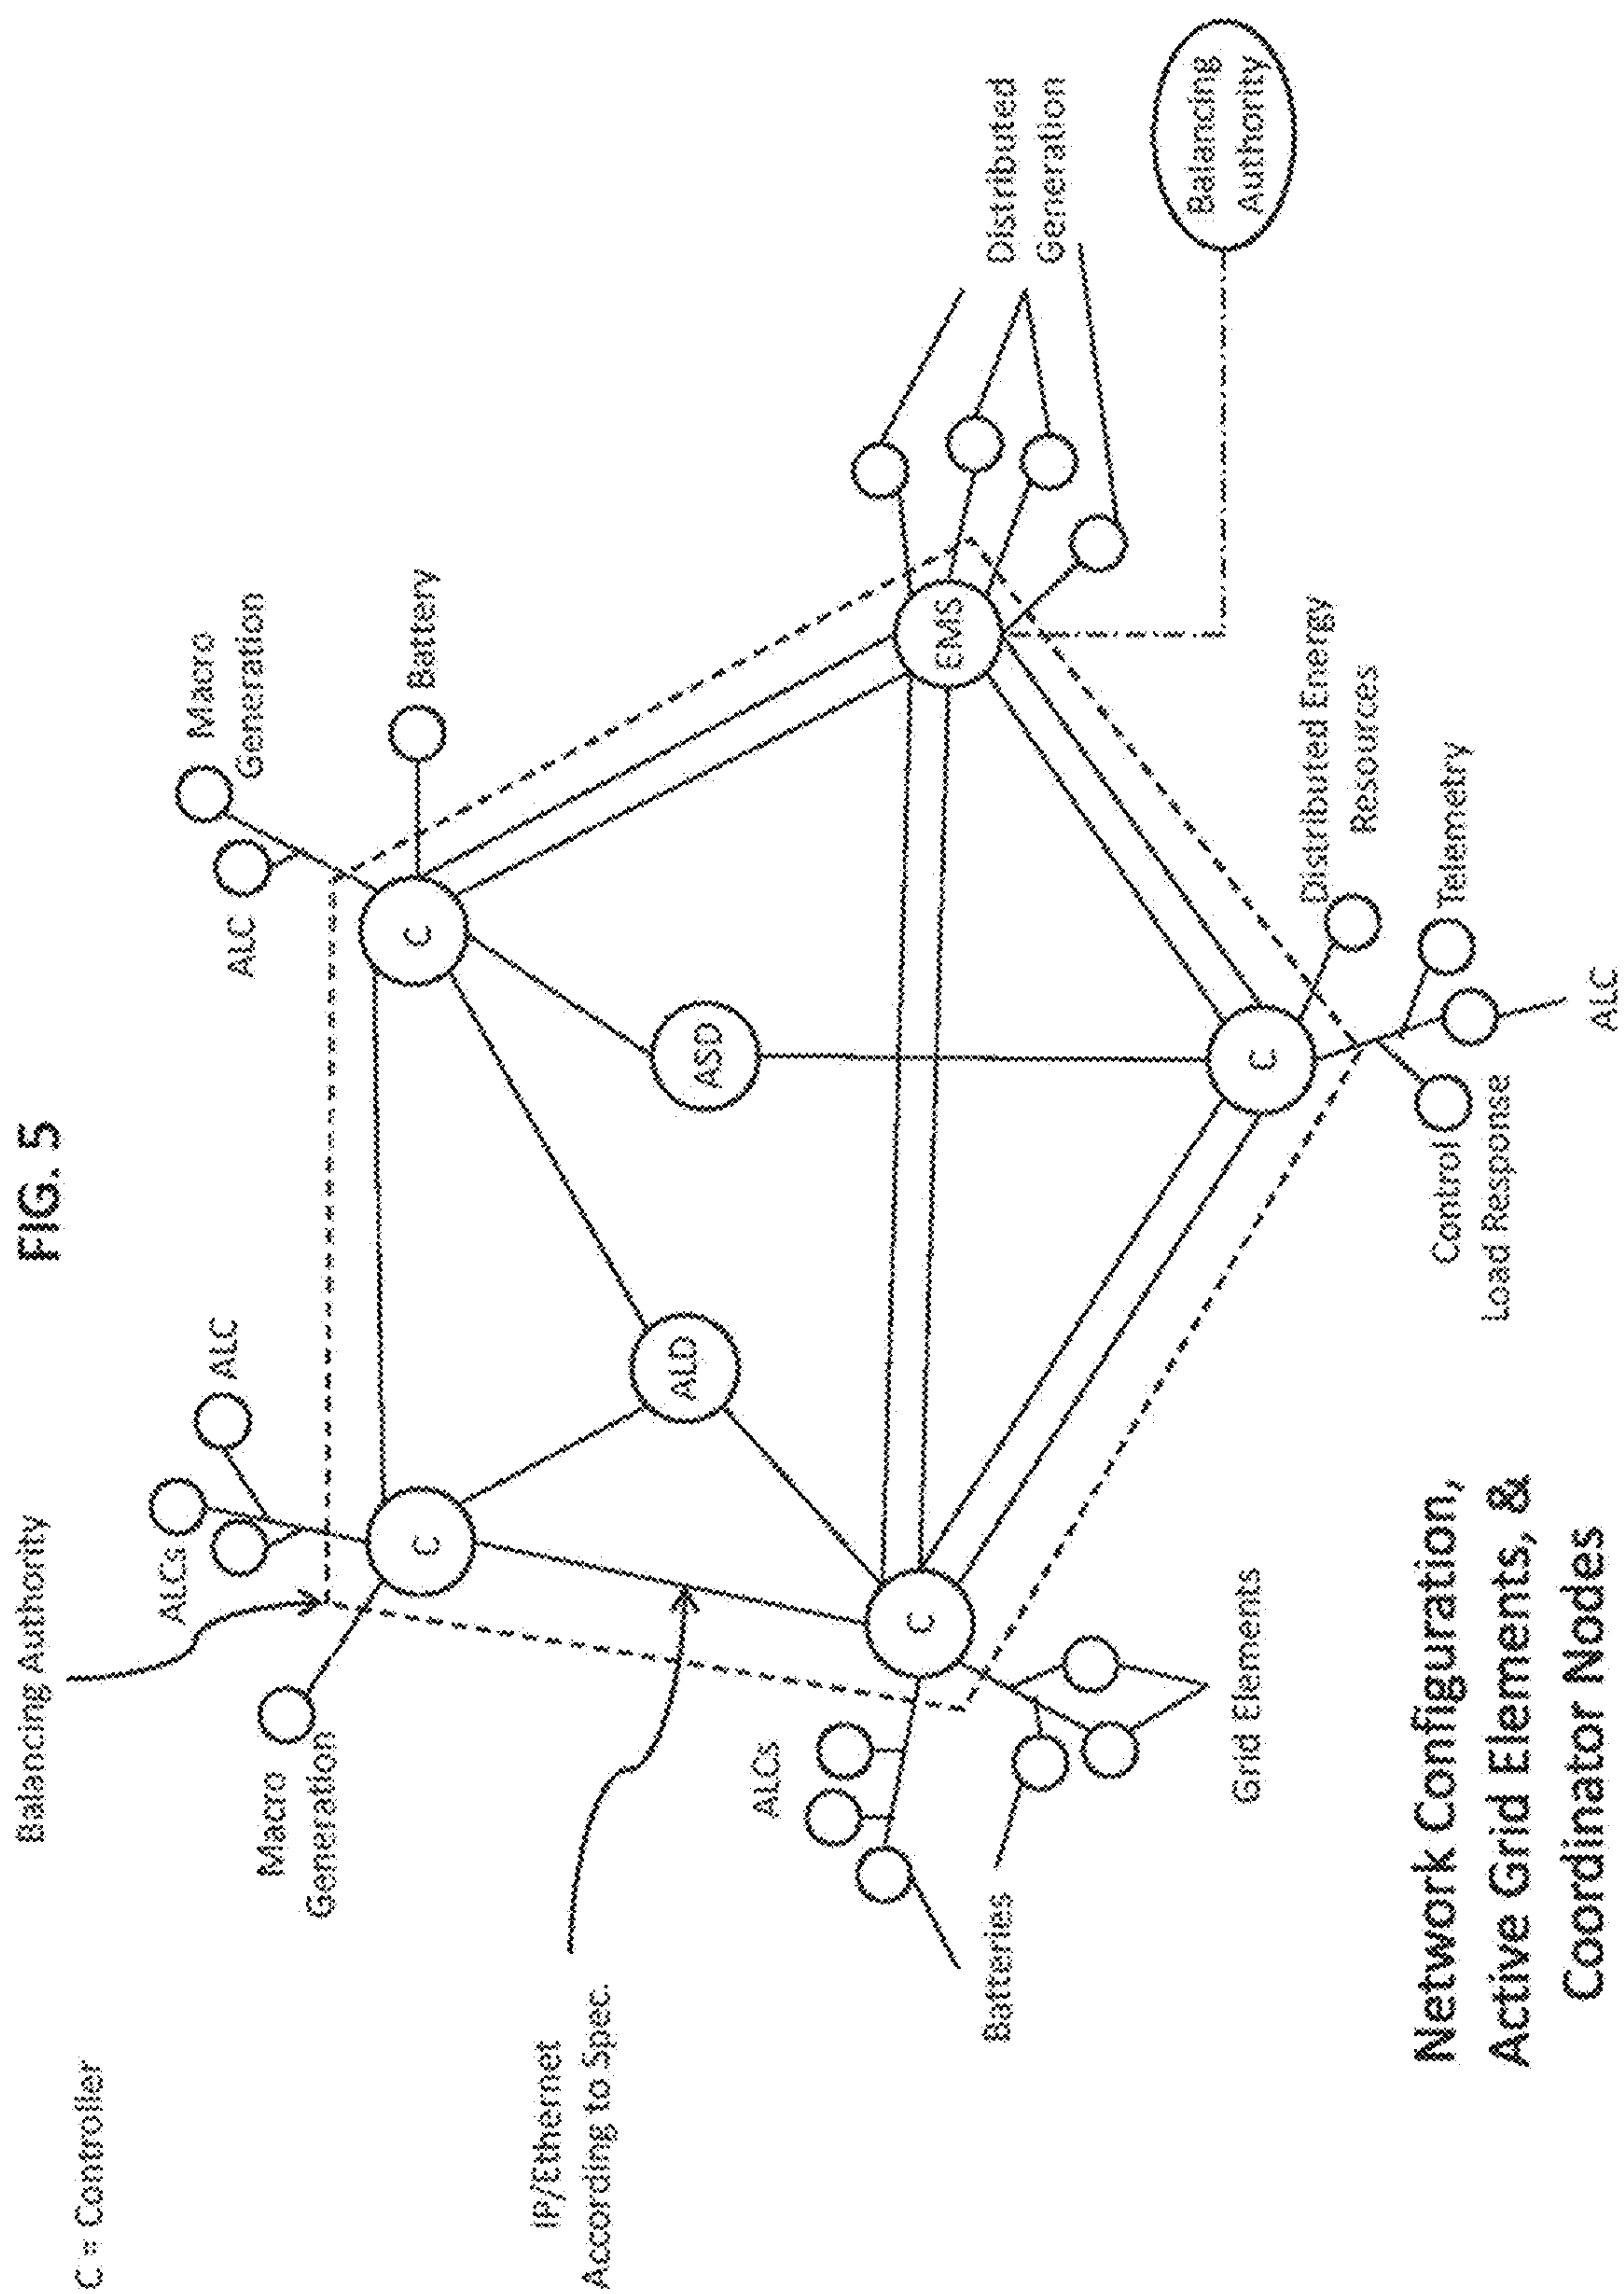 FIG. 5
C = Controller
Balancing Authority
IP/Ethernet
According to Spec.
Macro
Generation
ALCs
ALC
C
ALC
Macro
Generation
C
Battery
ALD
ASD
ALCs
Batteries
C
EMS
Distributed
Generation
Grid Elements
C
Distributed Energy
Resources
Balancing
Authority
Control
Load Response
Telemetry
ALC
Network Configuration,
Active Grid Elements, &
Coordinator Nodes